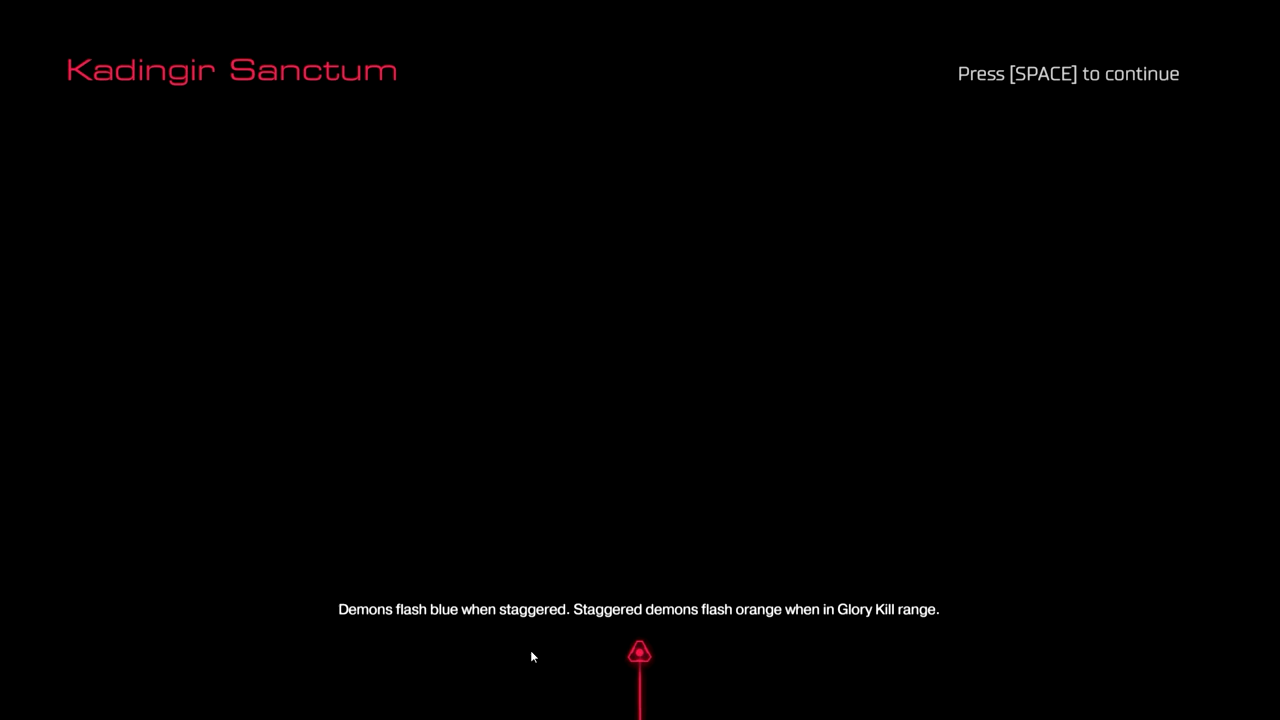 Kadingir Sanctum
Press [SPACE] to continue
Demons flash blue when staggered. Staggered demons flash orange when in Glory Kill range.